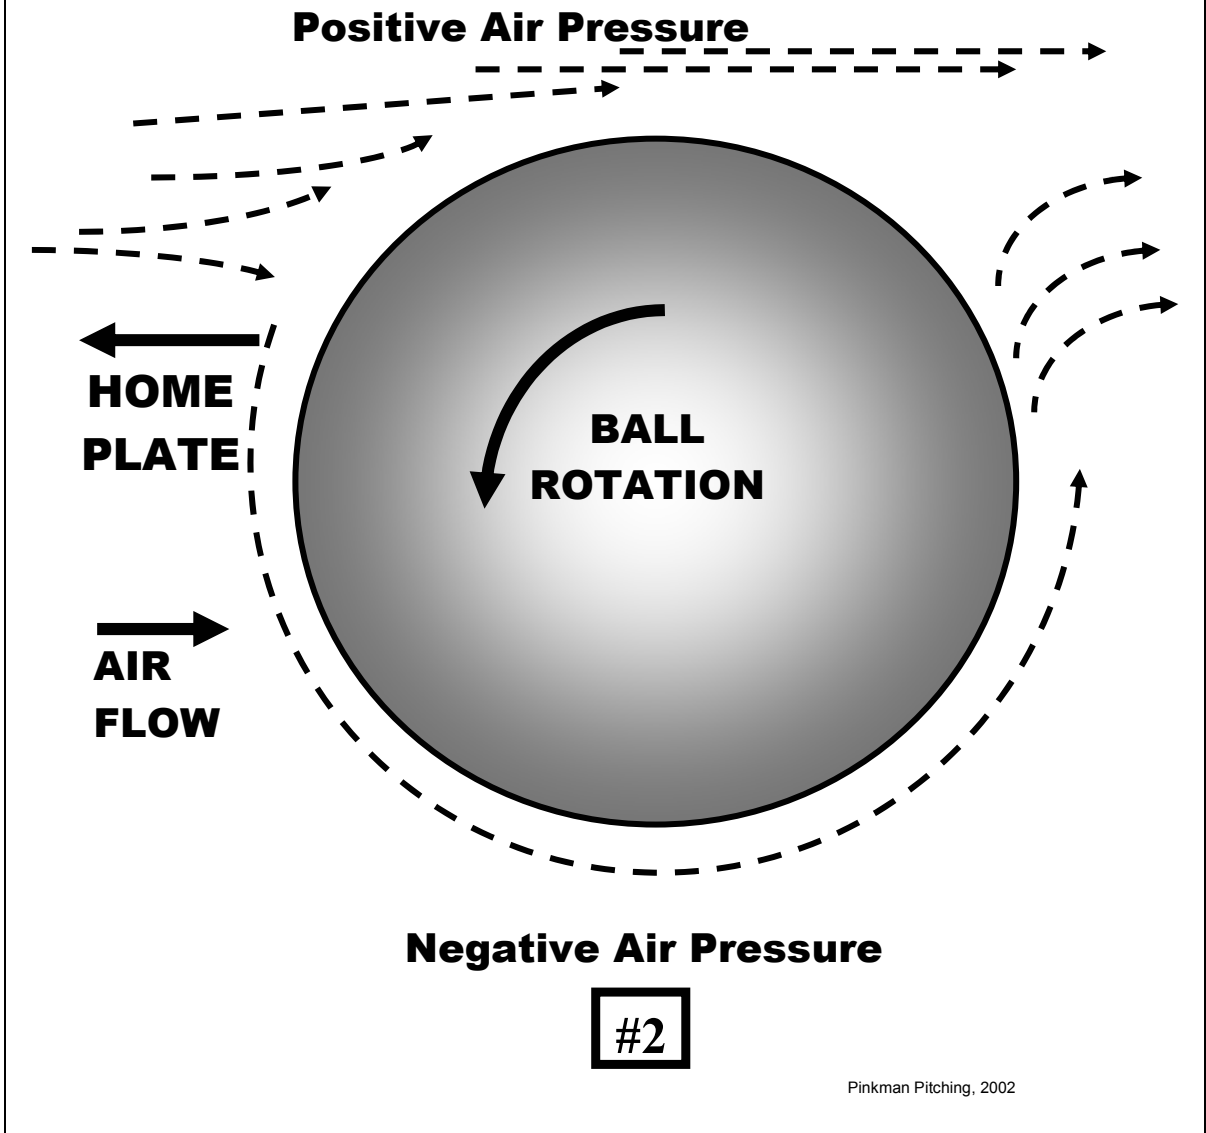 Positive Air Pressure
HOME
PLATE
BALL
ROTATION
AIR
FLOW
Negative Air Pressure
#2
Pinkman Pitching, 2002